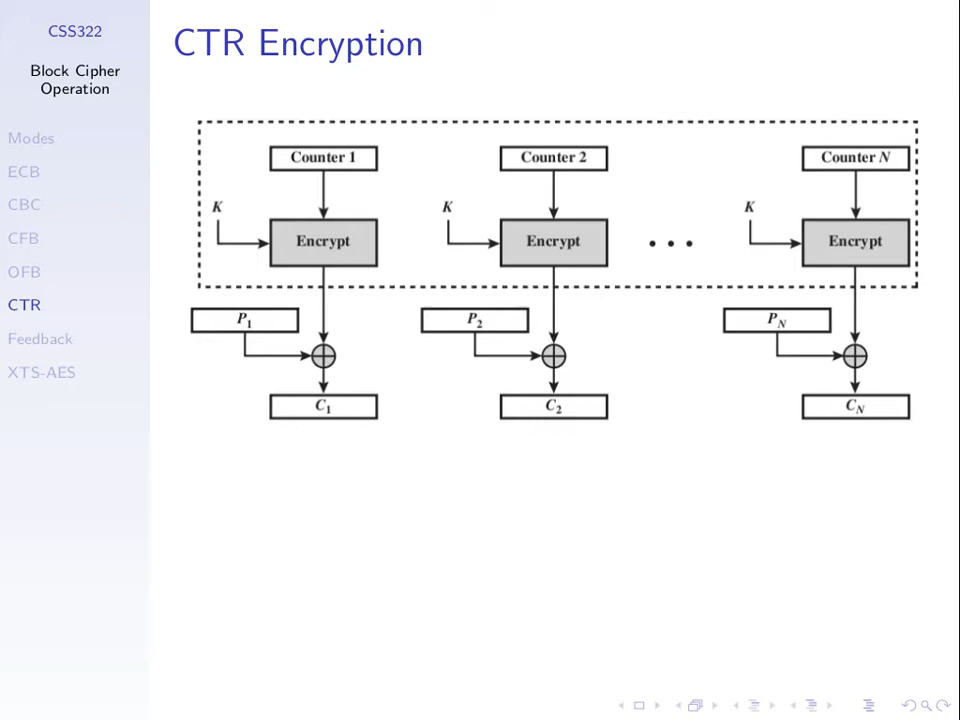 CSS322
Block Cipher
Operation
Modes
ECB
CBC
CFB
OFB
CTR
Feedback
XTS-AES
CTR Encryption
Counter 1
Counter 2
Counter N
K
K
K
Encrypt
Encrypt
• • •
Encrypt
P1
P2
PN
C1
C2
CN